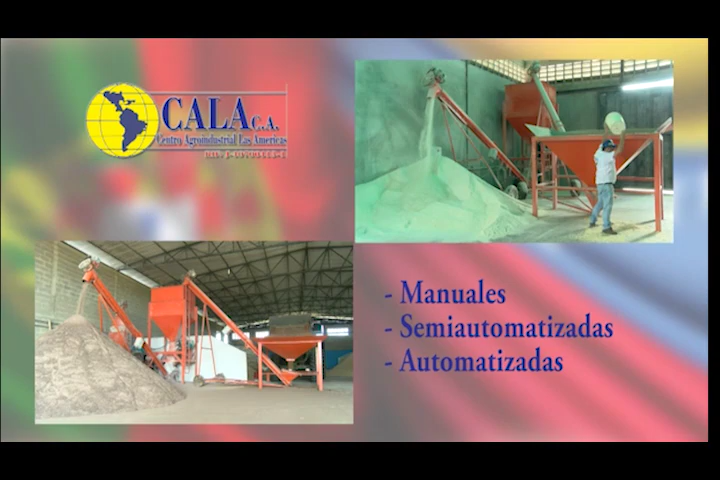 CALA C.A.
Centro Agroindustrial Las Americas
- Manuales
- Semiautomatizadas
- Automatizadas